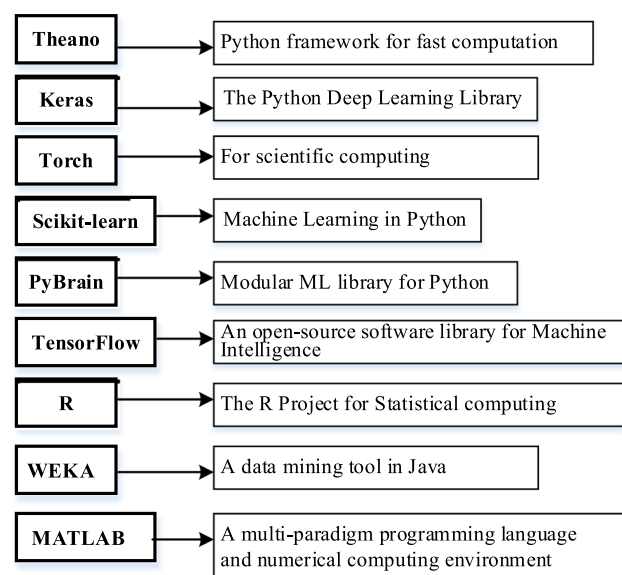 Theano
Python framework for fast computation
Keras
The Python Deep Learning Library
Torch
For scientific computing
Scikit-learn
Machine Learning in Python
PyBrain
Modular ML library for Python
TensorFlow
An open-source software library for Machine
Intelligence
R
The R Project for Statistical computing
WEKA
A data mining tool in Java
MATLAB
A multi-paradigm programming language
and numerical computing environment